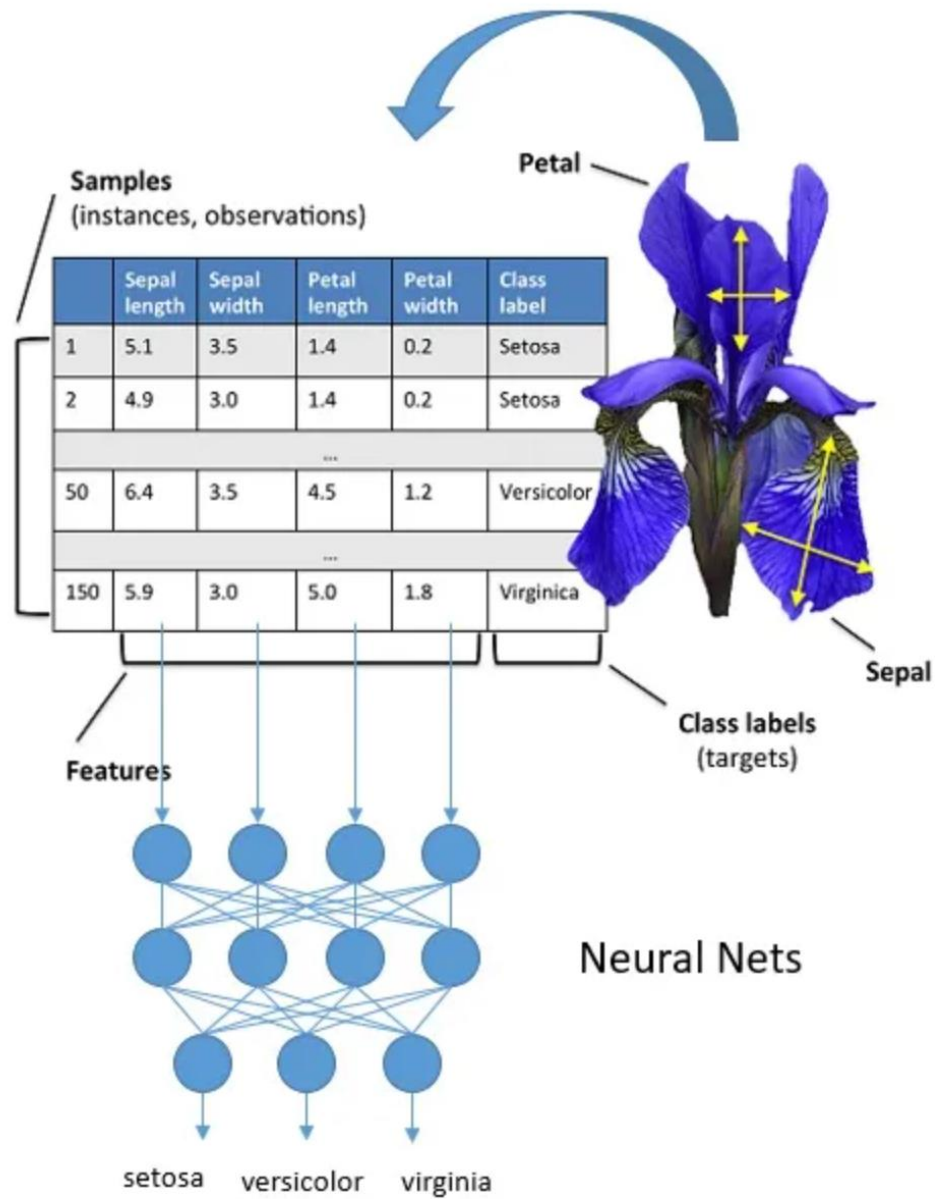 Petal
Samples
(instances, observations)
Sepal length Sepal width Petal length Petal width Class label
1 5.1 3.5 1.4 0.2 Setosa
2 4.9 3.0 1.4 0.2 Setosa
...
50 6.4 3.5 4.5 1.2 Versicolor
...
150 5.9 3.0 5.0 1.8 Virginica
Sepal
Class labels
(targets)
Features
Neural Nets
setosa versicolor virginia